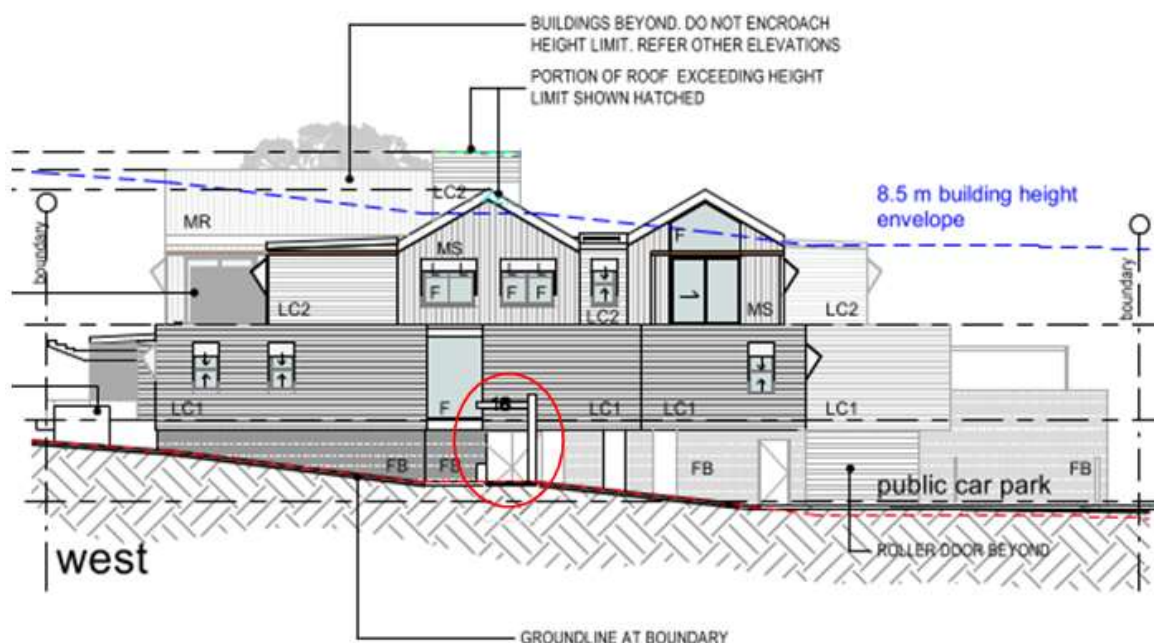 BUILDINGS BEYOND. DO NOT ENCROACH
HEIGHT LIMIT. REFER OTHER ELEVATIONS
PORTION OF ROOF EXCEEDING HEIGHT
LIMIT SHOWN HATCHED
8.5 m building height
envelope
boundary
boundary
MR
LC2
MS
F
L L L L
F F F
LC2
LC2
MS
LC2
LC1
F
LC1
LC1
LC1
FB
FB
FB
FB
public car park
west
ROLLER DOOR BEYOND
GROUNDLINE AT BOUNDARY